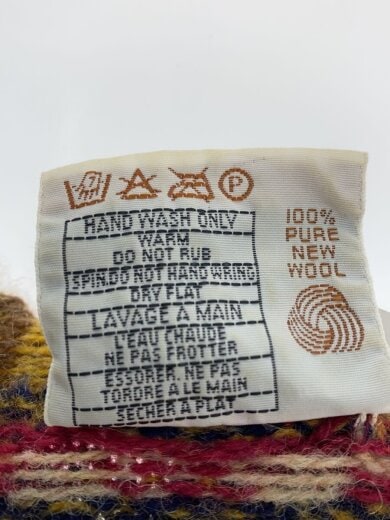 HAND WASH ONLY
WARM
DO NOT RUB
SPIN.DO NOT HAND WRING
DRY FLAT
LAVAGE A MAIN
L'EAU CHAUDE
NE PAS FROTTER
ESSORER. NE PAS
TORDRE À LE MAIN
SECHER A PLAT
P
100%
PURE
NEW
WOOL